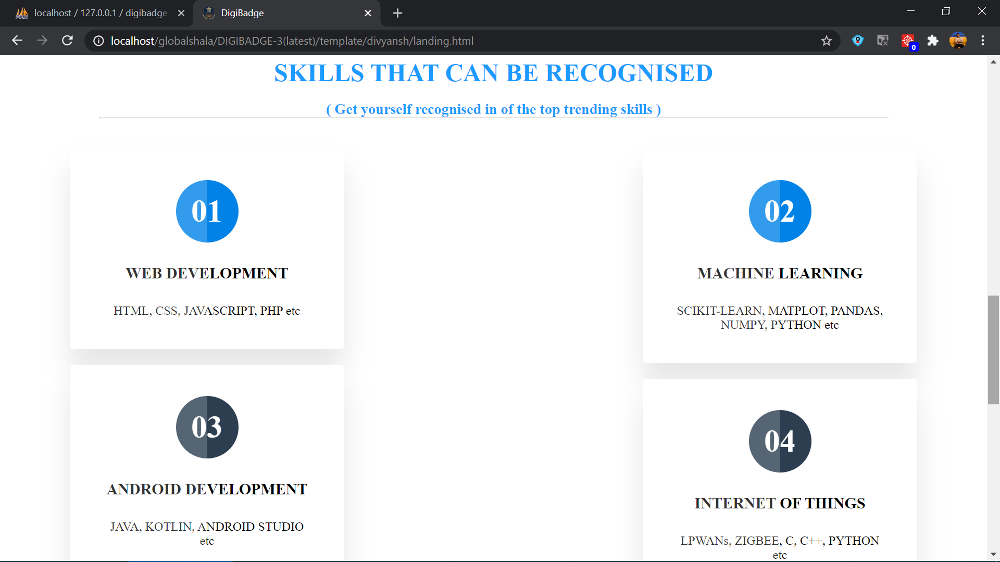 localhost / 127.0.0.1 / digibadge
DigiBadge
localhost/globalshala/DIGIBADGE-3(latest)/template/divyansh/landing.html
0
SKILLS THAT CAN BE RECOGNISED
( Get yourself recognised in of the top trending skills )
01
WEB DEVELOPMENT
HTML, CSS, JAVASCRIPT, PHP etc
02
MACHINE LEARNING
SCIKIT-LEARN, MATPLOT, PANDAS,
NUMPY, PYTHON etc
03
ANDROID DEVELOPMENT
JAVA, KOTLIN, ANDROID STUDIO
etc
04
INTERNET OF THINGS
LPWANs, ZIGBEE, C, C++, PYTHON
etc